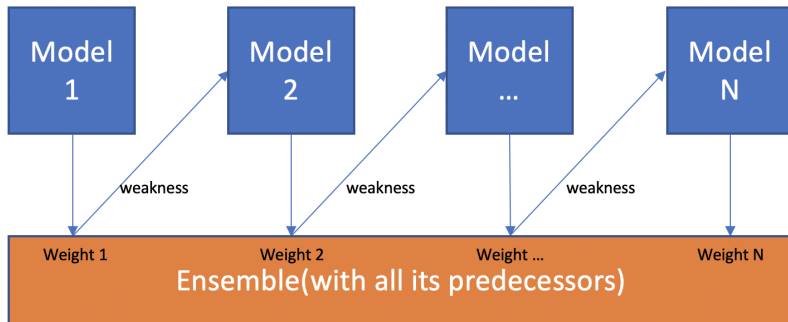 Model
1
Model
2
Model
...
Model
N
weakness
weakness
weakness
Weight 1
Weight 2
Weight ...
Weight N
Ensemble(with all its predecessors)